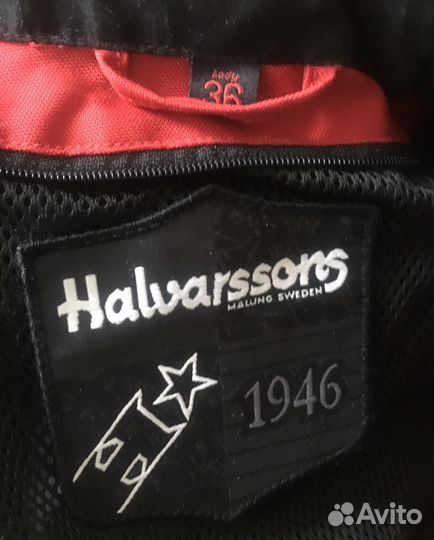 Lady
36
Halvarssons
MALUNG SWEDEN
1946
Avito